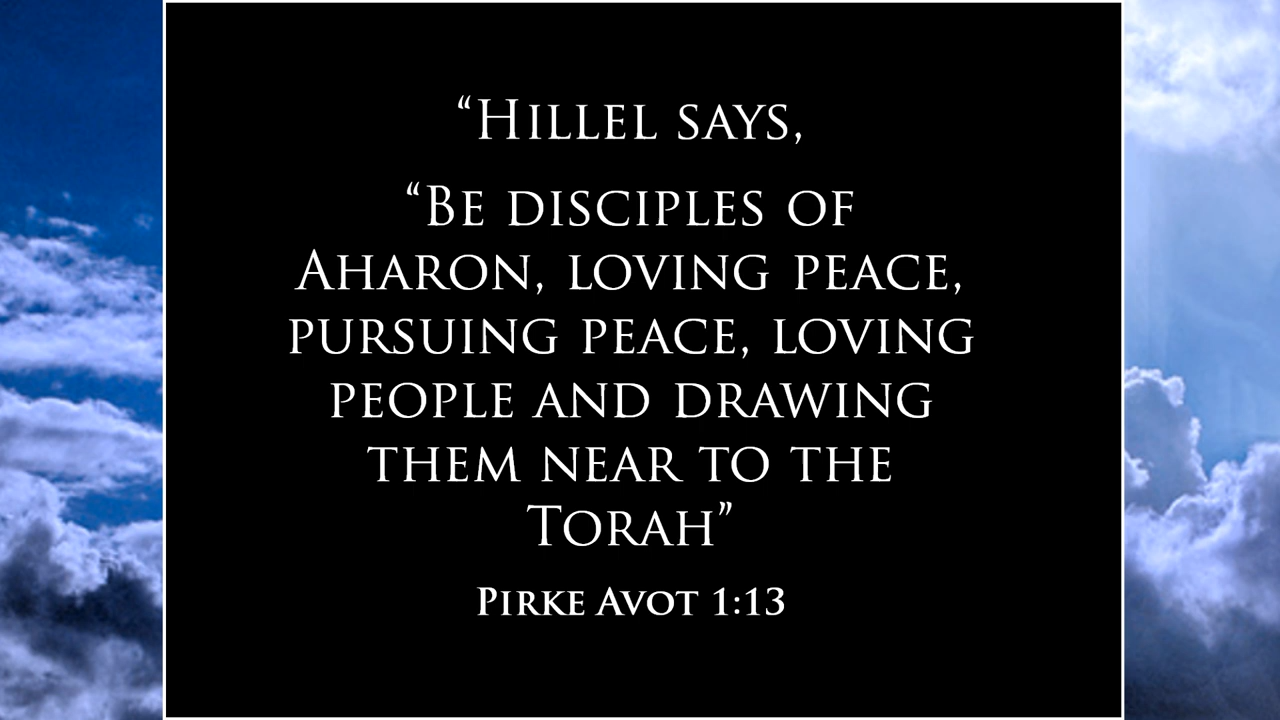 “Hillel says,
“Be disciples of
Aharon, loving peace,
pursuing peace, loving
people and drawing
them near to the
Torah”
Pirke Avot 1:13